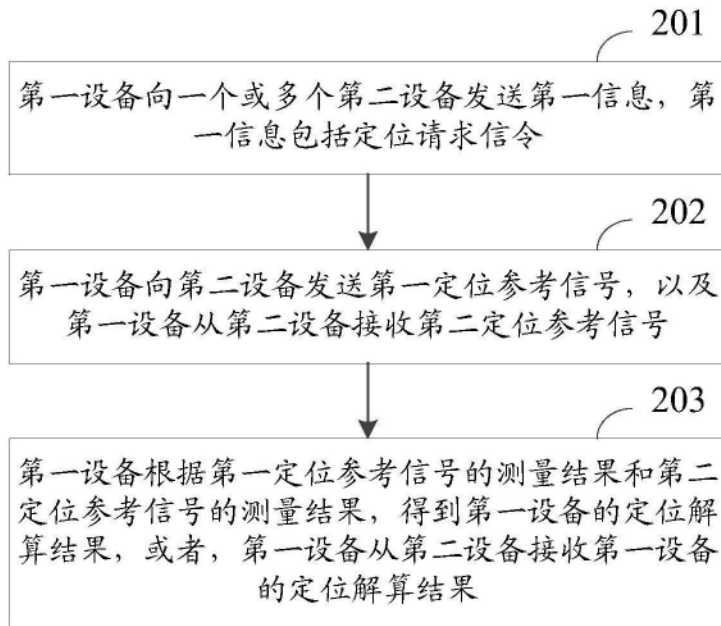 201
第一设备向一个或多个第二设备发送第一信息，第
一信息包括定位请求信令
202
第一设备向第二设备发送第一定位参考信号，以及
第一设备从第二设备接收第二定位参考信号
203
第一设备根据第一定位参考信号的测量结果和第二
定位参考信号的测量结果，得到第一设备的定位解
算结果，或者，第一设备从第二设备接收第一设备
的定位解算结果